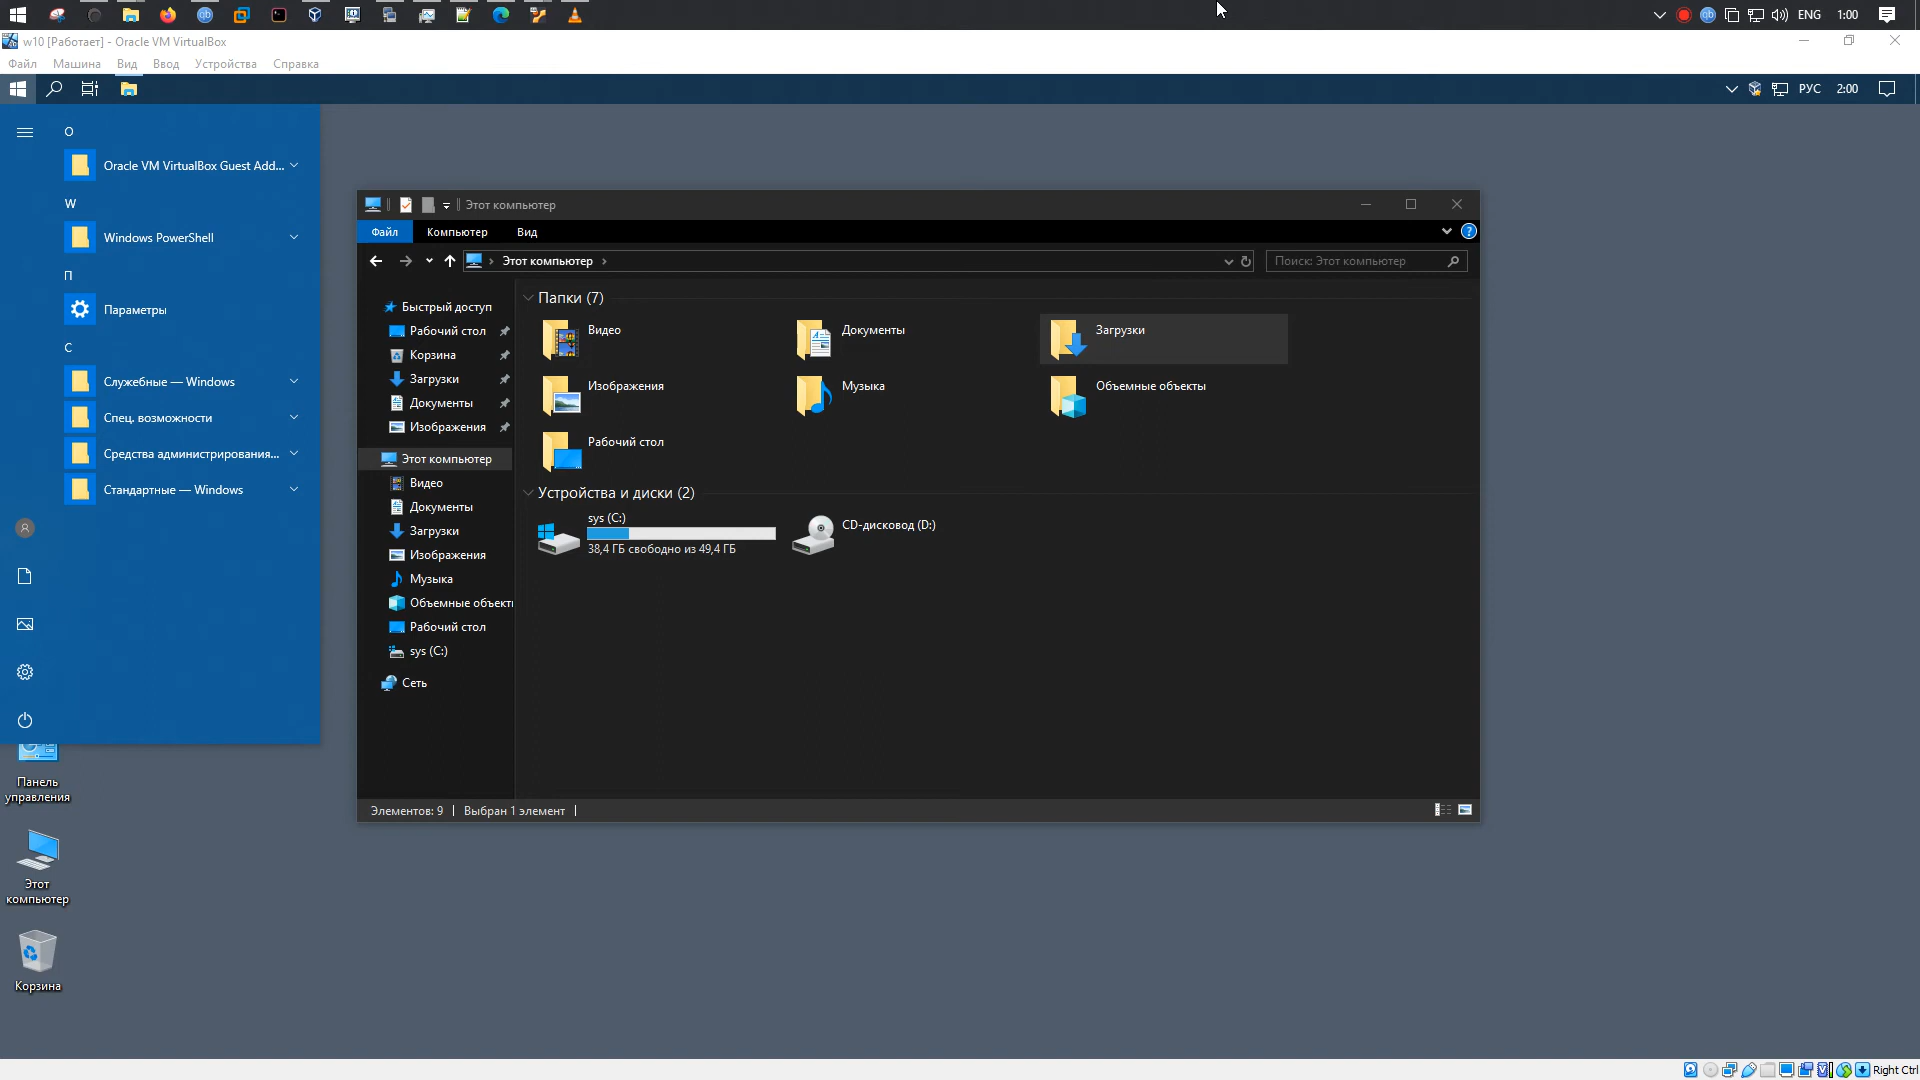 ENG 1:00
w10 [Работает] - Oracle VM VirtualBox
Файл Машина Вид Ввод Устройства Справка
РУС 2:00
O
Oracle VM VirtualBox Guest Add...
W
Windows PowerShell
П
Параметры
С
Служебные — Windows
Спец. возможности
Средства администрирования...
Стандартные — Windows
Панель
управления
Этот
компьютер
Корзина
Этот компьютер
Файл Компьютер Вид
Этот компьютер
Поиск: Этот компьютер
Быстрый доступ
Рабочий стол
Корзина
Загрузки
Документы
Изображения
Этот компьютер
Видео
Документы
Загрузки
Изображения
Музыка
Объемные объекты
Рабочий стол
sys (C:)
Сеть
Папки (7)
Видео
Документы
Загрузки
Изображения
Музыка
Объемные объекты
Рабочий стол
Устройства и диски (2)
sys (C:)
38,4 ГБ свободно из 49,4 ГБ
CD-дисковод (D:)
Элементов: 9 Выбран 1 элемент
Right Ctrl